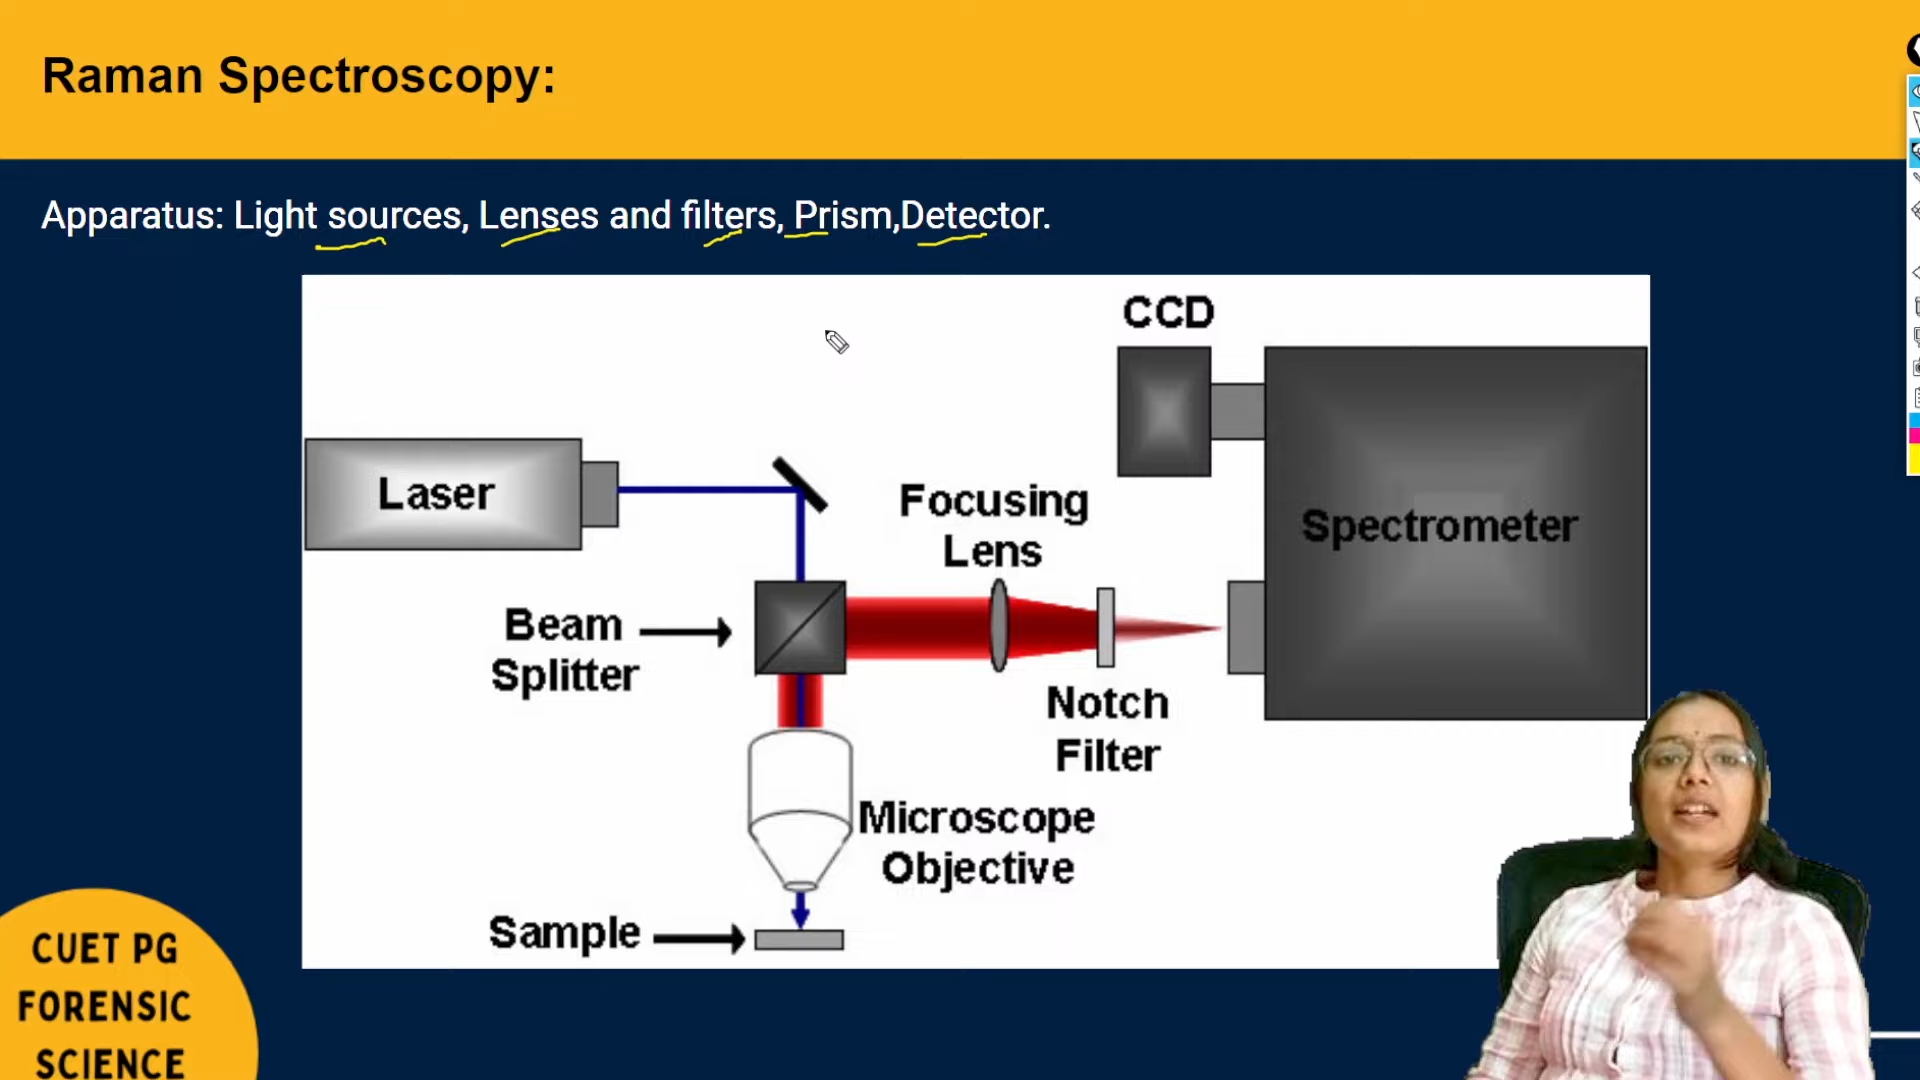 Raman Spectroscopy:
Apparatus: Light sources, Lenses and filters, Prism,Detector.
CCD
Laser
Focusing
Lens
Spectrometer
Beam
Splitter
Notch
Filter
Microscope
Objective
Sample
CUET PG
FORENSIC
SCIENCE